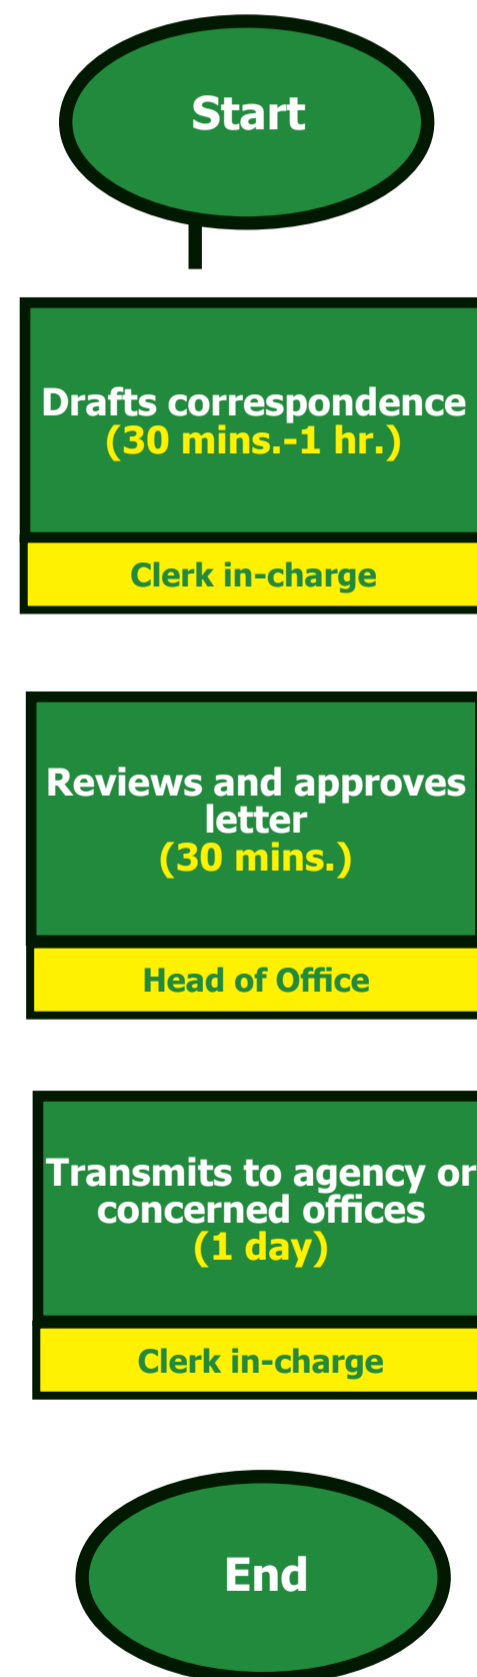 Start
Drafts correspondence
(30 mins.-1 hr.)
Clerk in-charge
Reviews and approves
letter
(30 mins.)
Head of Office
Transmits to agency or
concerned offices
(1 day)
Clerk in-charge
End